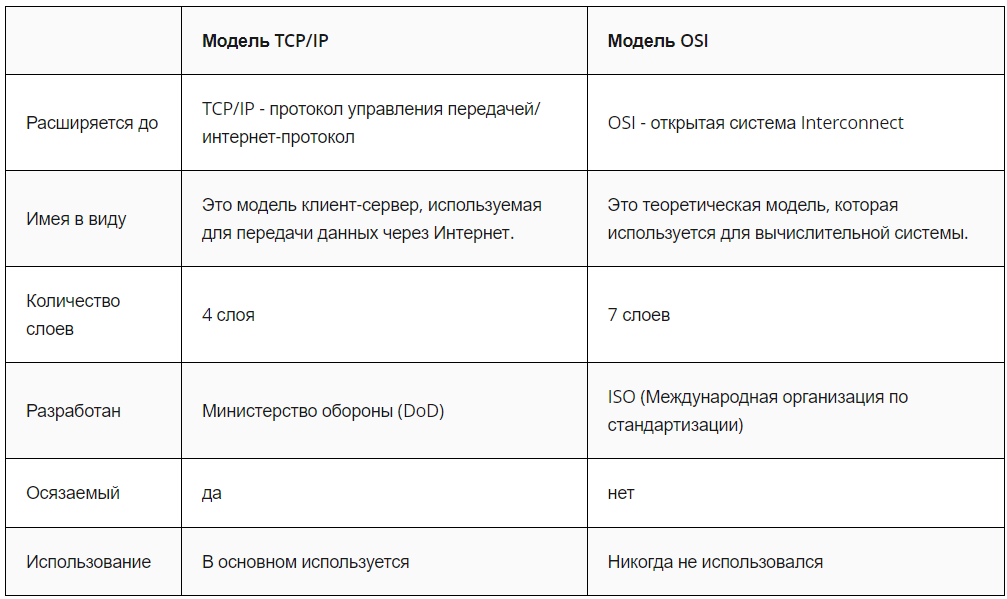 Модель TCP/IP
Модель OSI
Расширяется до
TCP/IP - протокол управления передачей/
интернет-протокол
OSI - открытая система Interconnect
Имея в виду
Это модель клиент-сервер, используемая
для передачи данных через Интернет.
Это теоретическая модель, которая
используется для вычислительной системы.
Количество
слоев
4 слоя
7 слоев
Разработан
Министерство обороны (DoD)
ISO (Международная организация по
стандартизации)
Осязаемый
да
нет
Использование
В основном используется
Никогда не использовался